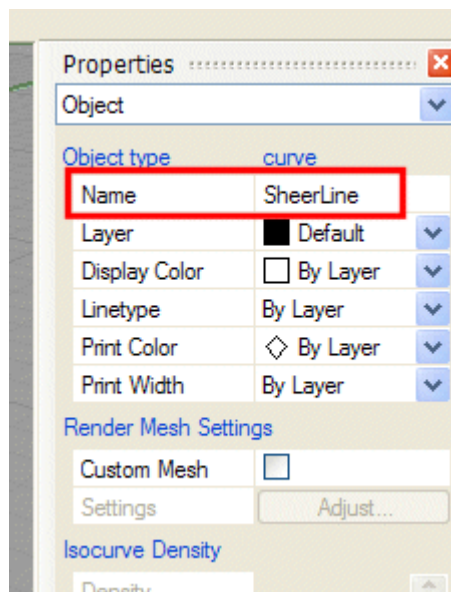 Properties
Object
Object type curve
Name SheerLine
Layer Default
Display Color By Layer
Linetype By Layer
Print Color By Layer
Print Width By Layer
Render Mesh Settings
Custom Mesh
Settings Adjust...
Isocurve Density
Density